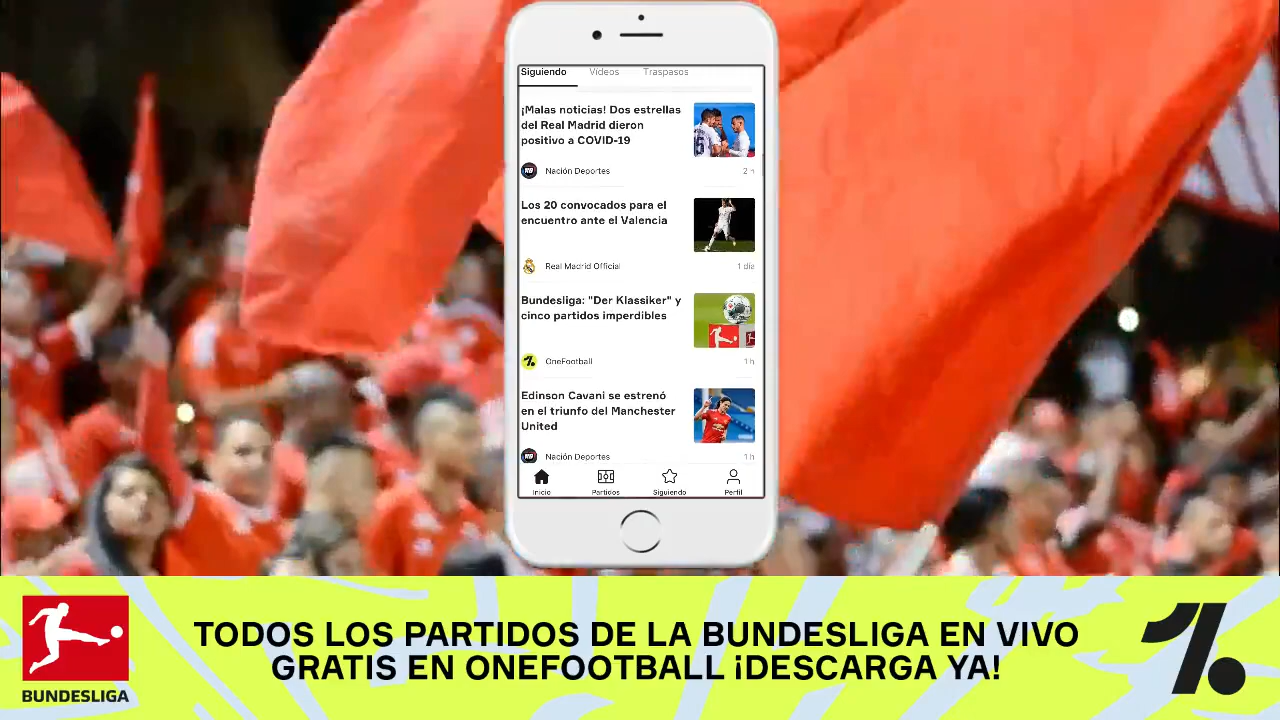 Siguiendo Vídeos Traspasos
¡Malas noticias! Dos estrellas
del Real Madrid dieron
positivo a COVID-19
Nación Deportes
Los 20 convocados para el
encuentro ante el Valencia
Real Madrid Official 1 día
Bundesliga: "Der Klassiker" y
cinco partidos imperdibles
OneFootball 1 h
Edinson Cavani se estrenó
en el triunfo del Manchester
United
Nación Deportes 1 h
Inicio Partidos Siguiendo Perfil
TODOS LOS PARTIDOS DE LA BUNDESLIGA EN VIVO
GRATIS EN ONEFOOTBALL ¡DESCARGA YA!
BUNDESLIGA